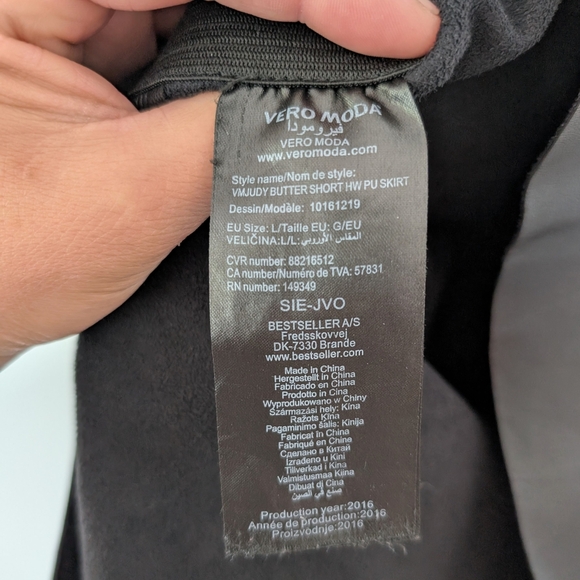 VERO MODA
فيرومودا
VERO MODA
www.veromoda.com
Style name/Nom de style:
VMJUDY BUTTER SHORT HW PU SKIRT
Dessin/Modèle: 10161219
EU Size: L/Taille EU: G/EU
VELIČINA:L/L: المقاس الأوروبي
CVR number: 88216512
CA number/Numéro de TVA: 57831
RN number: 149349
SIE-JVO
BESTSELLER A/S
Fredsskovvej
DK-7330 Brande
www.bestseller.com
Made in China
Hergestellt in China
Fabricado en China
Prodotto in Cina
Wyprodukowano w Chiny
Származási hely: Kína
Ražots Ķīna
Pagaminimo šalis: Kinija
Fabricat în China
Fabriqué en Chine
Сделано в Китай
Izrađeno u Kini
Tillverkad i Kina
Valmistusmaa Kiina
Dibuat di Cina
صنع في الصين
Production year:2016
Année de production:2016
Proizvodnje:2016